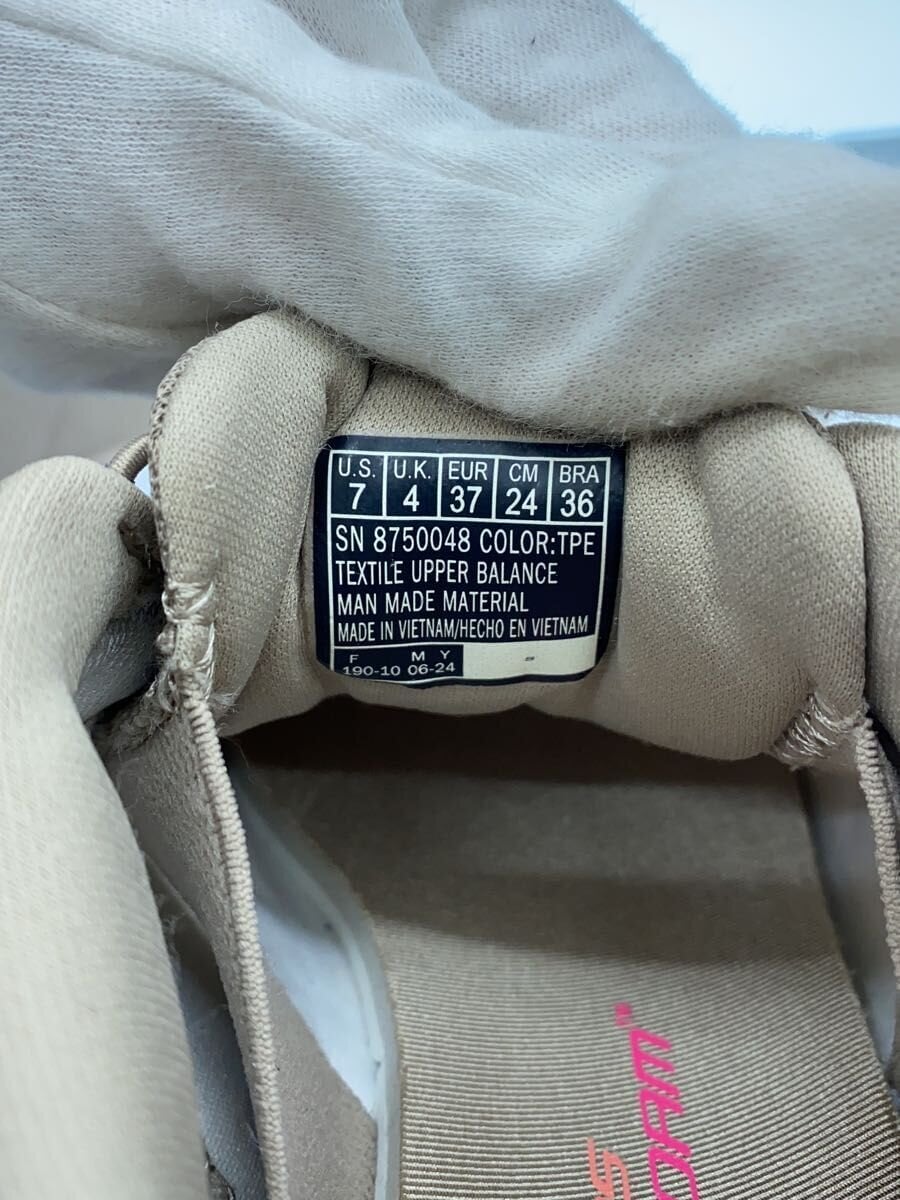 U.S. U.K. EUR CM BRA
7 4 37 24 36
SN 8750048 COLOR:TPE
TEXTILE UPPER BALANCE
MAN MADE MATERIAL
MADE IN VIETNAM/HECHO EN VIETNAM
F M Y
190-10 06-24